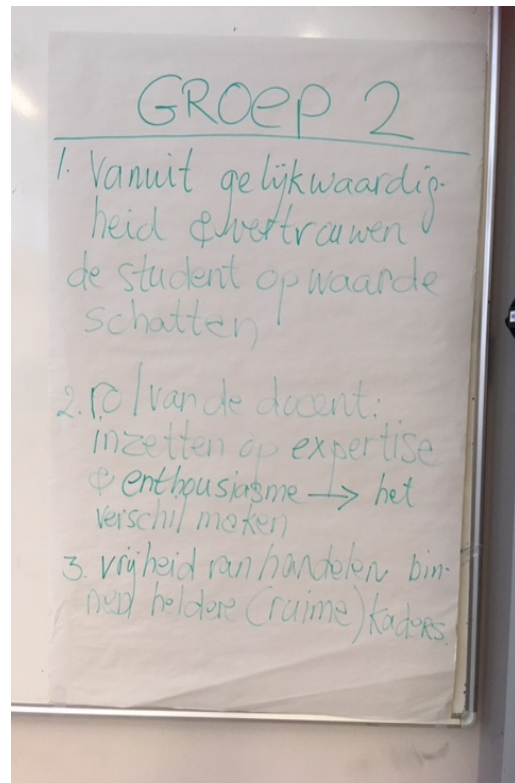 GROEP 2
1. Vanuit gelijkwaardig-
heid & vertrouwen
de student op waarde
schatten
2. rol van de docent:
inzetten op expertise
& enthousiasme → het
verschil maken
3. vrijheid van handelen bin-
nen heldere (ruime) kaders.